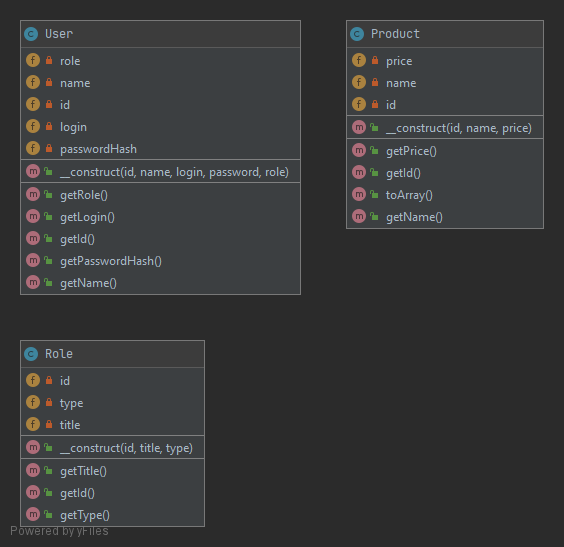 User
role
name
id
login
passwordHash
__construct(id, name, login, password, role)
getRole()
getLogin()
getId()
getPasswordHash()
getName()
Product
price
name
id
__construct(id, name, price)
getPrice()
getId()
toArray()
getName()
Role
id
type
title
__construct(id, title, type)
getTitle()
getId()
getType()
Powered by yFiles